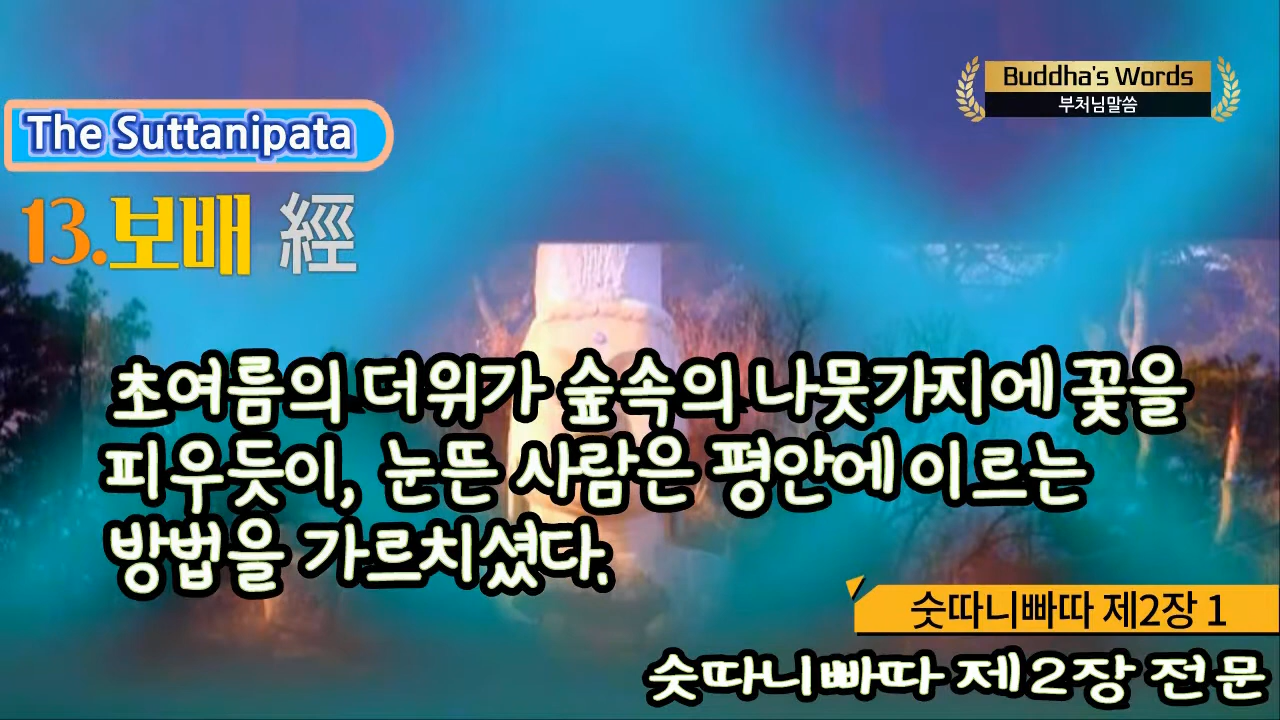 Buddha's Words
부처님말씀
The Suttanipata
13.보배 經
초여름의 더위가 숲속의 나뭇가지에 꽃을
피우듯이, 눈뜬 사람은 평안에 이르는
방법을 가르치셨다.
숫따니빠따 제2장 1
숫따니빠따 제2장 전문